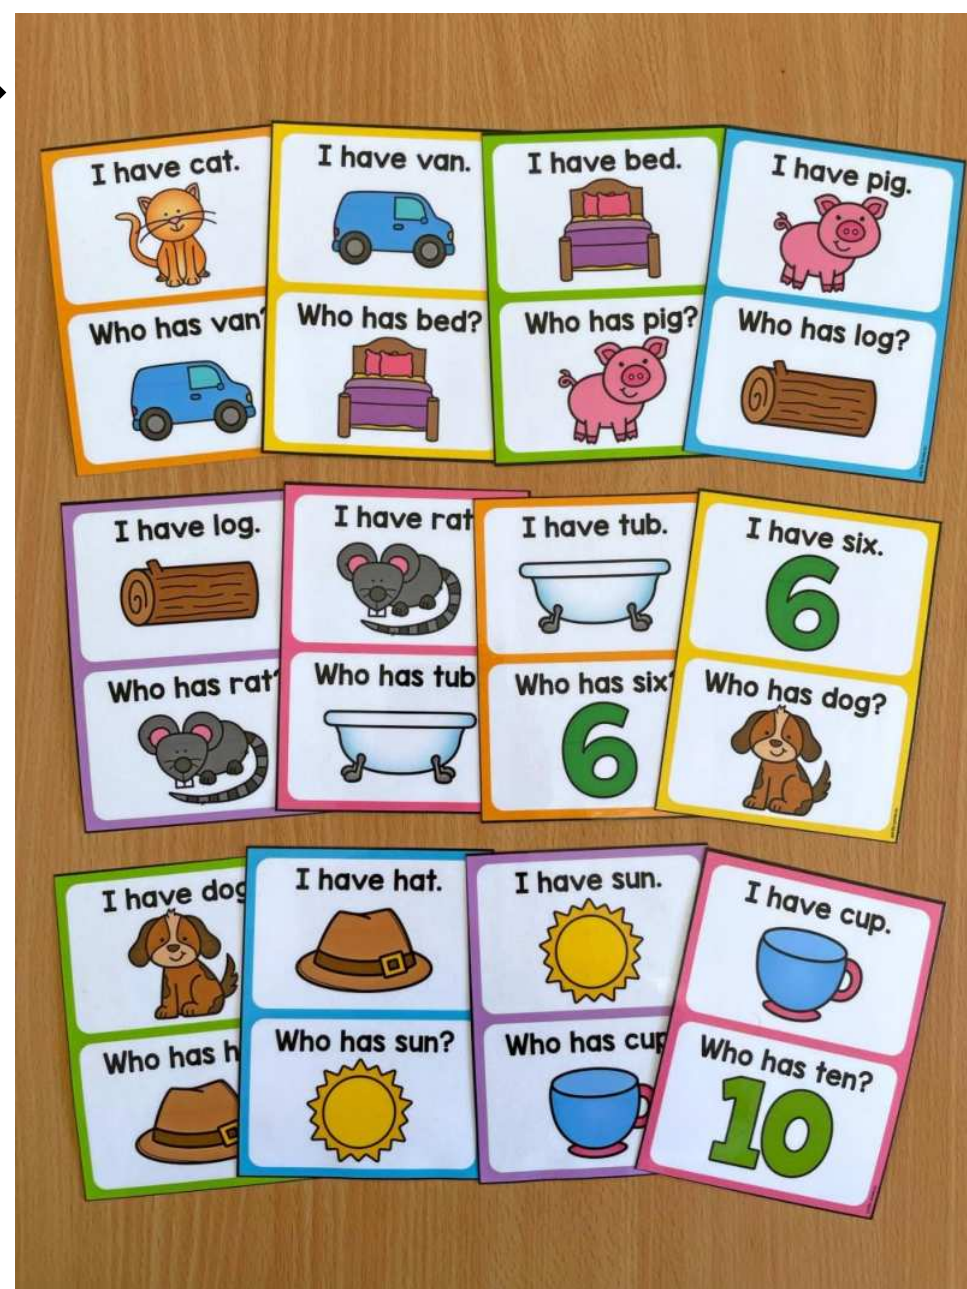 I have cat.
Who has van?
I have van.
Who has bed?
I have bed.
Who has pig?
I have pig.
Who has log?
I have log.
Who has rat?
I have rat
Who has tub
I have tub.
Who has six?
I have six.
6
Who has dog?
I have dog
Who has h
I have hat.
Who has sun?
I have sun.
Who has cup
I have cup.
Who has ten?
10
6